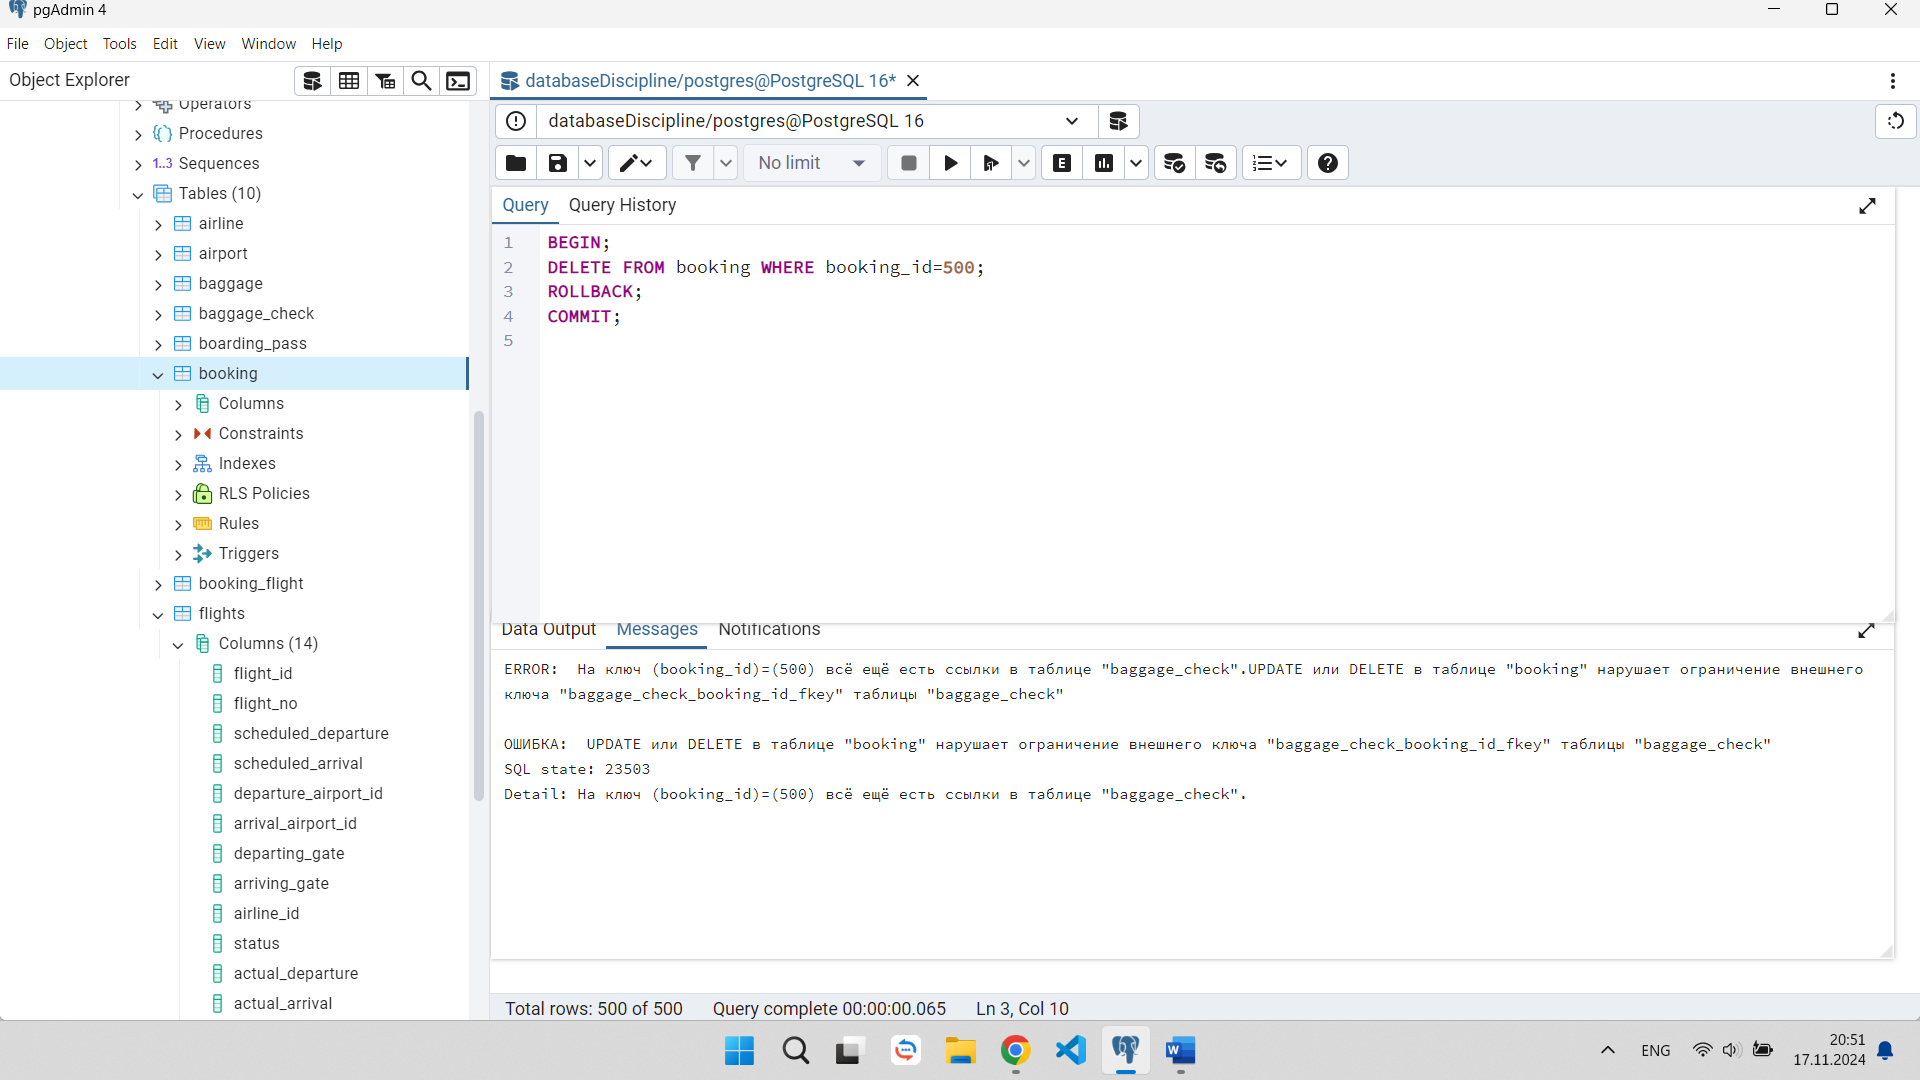 pgAdmin 4
File Object Tools Edit View Window Help
Object Explorer
databaseDiscipline/postgres@PostgreSQL 16*
databaseDiscipline/postgres@PostgreSQL 16
No limit
E
Operators
Procedures
1..3 Sequences
Tables (10)
airline
airport
baggage
baggage_check
boarding_pass
booking
Columns
Constraints
Indexes
RLS Policies
Rules
Triggers
booking_flight
flights
Columns (14)
flight_id
flight_no
scheduled_departure
scheduled_arrival
departure_airport_id
arrival_airport_id
departing_gate
arriving_gate
airline_id
status
actual_departure
actual_arrival
Query Query History
1 BEGIN;
2 DELETE FROM booking WHERE booking_id=500;
3 ROLLBACK;
4 COMMIT;
5
Data Output Messages Notifications
ERROR:  На ключ (booking_id)=(500) всё ещё есть ссылки в таблице "baggage_check".UPDATE или DELETE в таблице "booking" нарушает ограничение внешнего
ключа "baggage_check_booking_id_fkey" таблицы "baggage_check"
ОШИБКА:  UPDATE или DELETE в таблице "booking" нарушает ограничение внешнего ключа "baggage_check_booking_id_fkey" таблицы "baggage_check"
SQL state: 23503
Detail: На ключ (booking_id)=(500) всё ещё есть ссылки в таблице "baggage_check".
Total rows: 500 of 500 Query complete 00:00:00.065 Ln 3, Col 10
W
ENG
20:51
17.11.2024